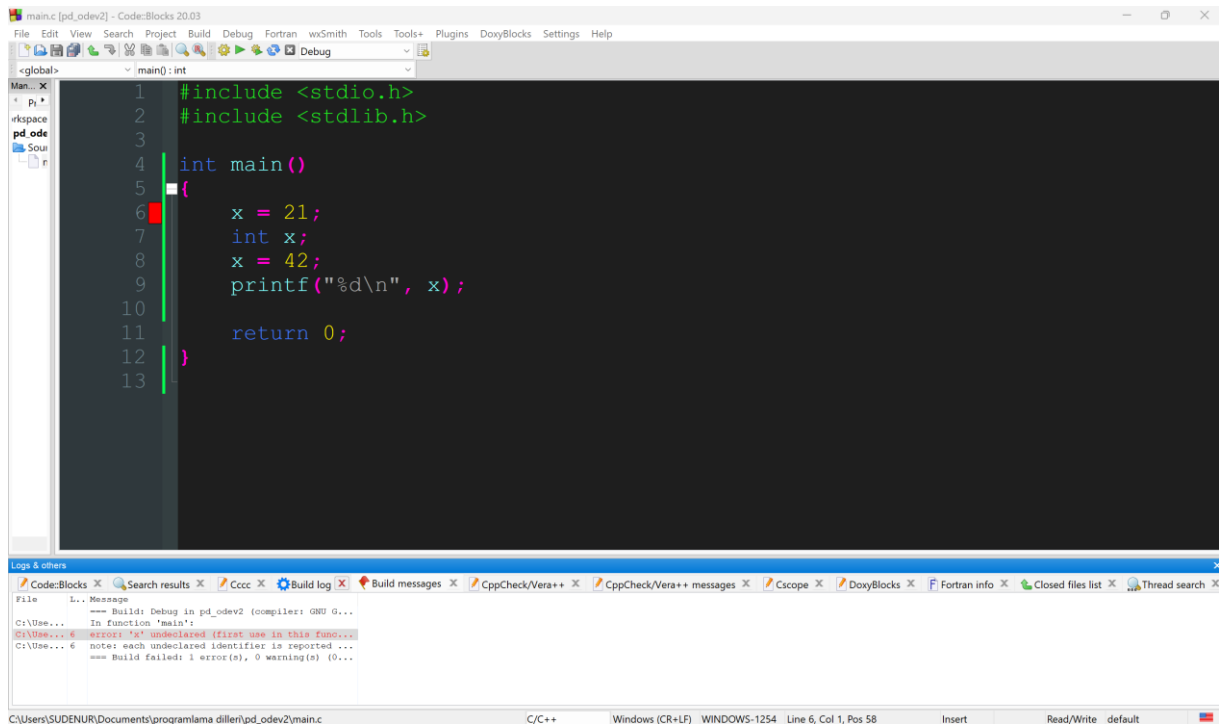 main.c [pd_odev2] - Code::Blocks 20.03
File Edit View Search Project Build Debug Fortran wxSmith Tools Tools+ Plugins DoxyBlocks Settings Help
Debug
<global> main() : int
Man... X
Pr
rkspace
pd_ode
Sour
1 #include <stdio.h>
2 #include <stdlib.h>
3
4 int main()
5 {
6 x = 21;
7 int x;
8 x = 42;
9 printf("%d\n", x);
10
11 return 0;
12 }
13
Logs & others
Code::Blocks X Search results X Cccc X Build log X Build messages X CppCheck/Vera++ X CppCheck/Vera++ messages X Cscope X DoxyBlocks X Fortran info X Closed files list X Thread search X
File L.. Message
=== Build: Debug in pd_odev2 (compiler: GNU G...
C:\Use... In function 'main':
C:\Use... 6 error: 'x' undeclared (first use in this func...
C:\Use... 6 note: each undeclared identifier is reported ...
=== Build failed: 1 error(s), 0 warning(s) (0...
C:\Users\SUDENUR\Documents\programlama dilleri\pd_odev2\main.c C/C++ Windows (CR+LF) WINDOWS-1254 Line 6, Col 1, Pos 58 Insert Read/Write default